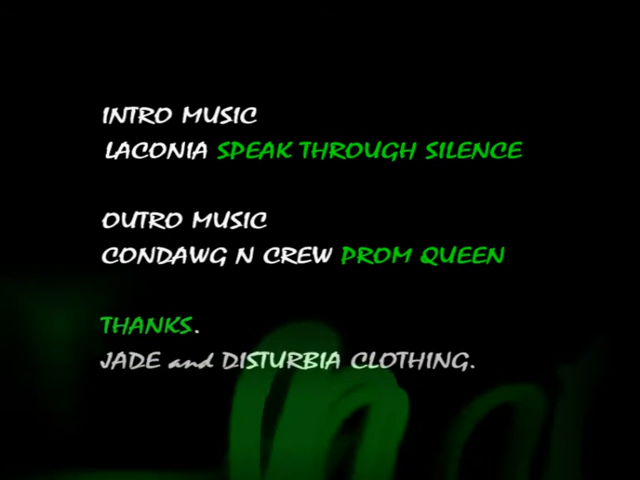 INTRO MUSIC
LACONIA SPEAK THROUGH SILENCE
OUTRO MUSIC
CONDAWG N CREW PROM QUEEN
THANKS.
JADE and DISTURBIA CLOTHING.